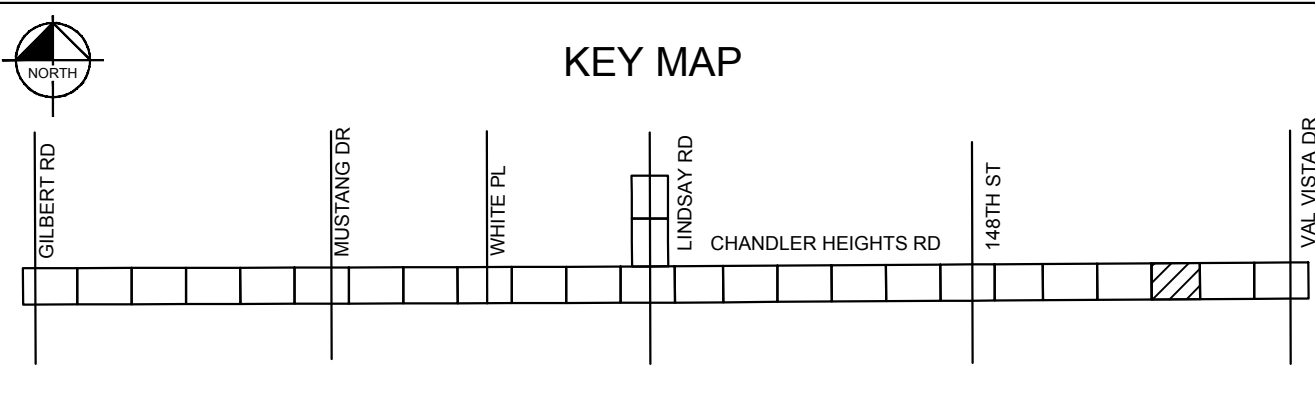 KEY MAP
NORTH
GILBERT RD
MUSTANG DR
WHITE PL
LINDSAY RD
CHANDLER HEIGHTS RD
148TH ST
VAL VISTA DR